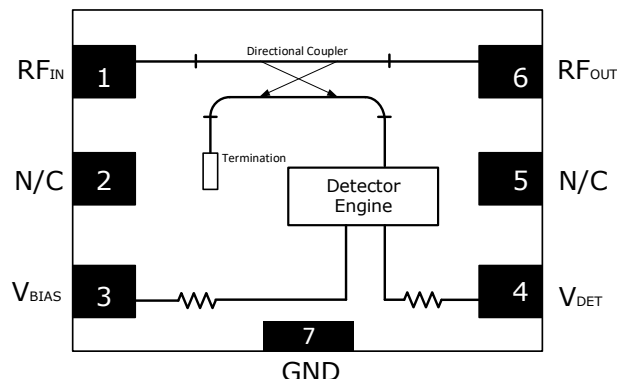 Directional Coupler
RFIN 1 6 RFOUT
Termination
N/C 2 5 N/C
Detector
Engine
VBIAS 3 4 VDET
7
GND